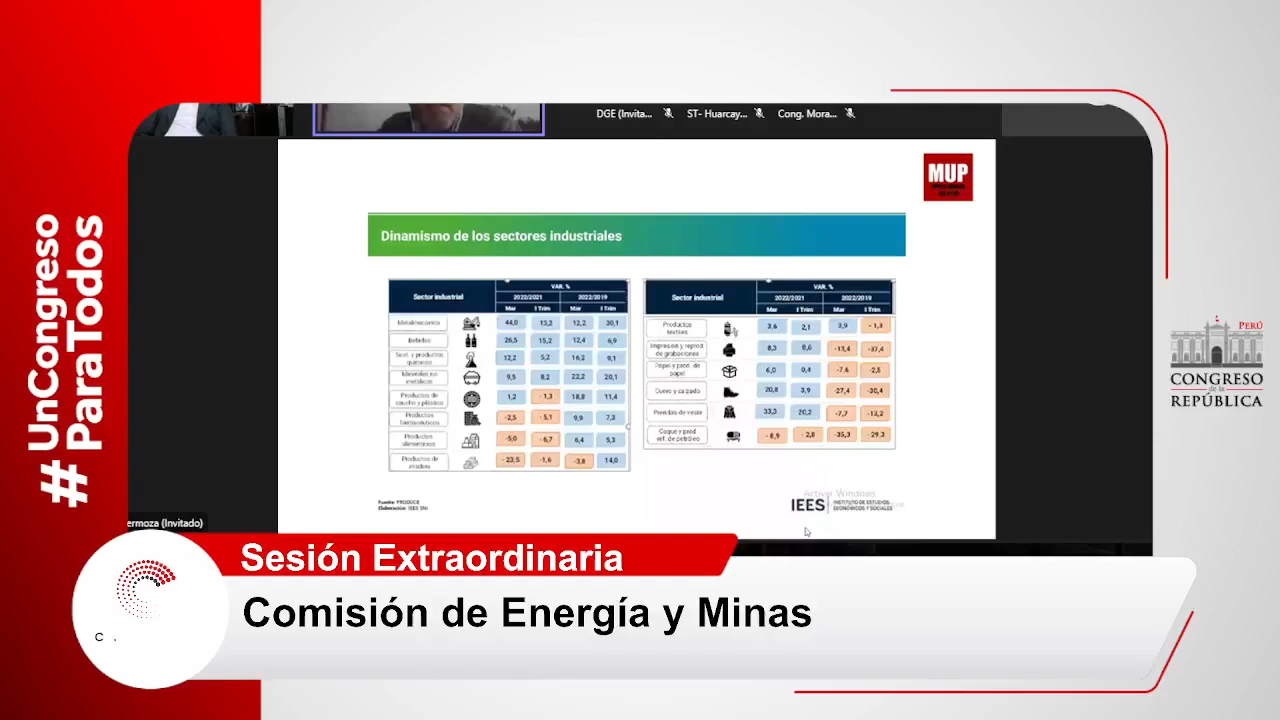 #UnCongreso
ParaTodos
DGE (Invita... ST- Huarcay... Cong. Mora...
MUP
Dinamismo de los sectores industriales
Sector industrial
VAR. %
2022/2021 2022/2019
Mar I Trim Mar I Trim
Metalmecánica 44,0 13,2 12,2 30,1
Bebidas 26,5 15,2 12,4 6,9
Sust. y productos químicos 12,2 5,2 16,2 9,1
Minerales no metálicos 9,5 8,2 22,2 20,1
Productos de caucho y plástico 1,2 - 1,3 18,8 11,4
Productos farmacéuticos -2,5 - 5,1 9,9 7,3
Productos alimenticios -5,0 - 6,7 6,4 5,3
Productos de madera - 23,5 -1,6 -3,8 14,0
Sector industrial
VAR. %
2022/2021 2022/2019
Mar I Trim Mar I Trim
Productos textiles 3,6 2,1 3,9 - 1,3
Impresión y reprod. de grabaciones 8,3 8,6 -13,4 -37,4
Papel y prod. de papel 6,0 0,4 -7.6 -2,5
Cuero y calzado 20,8 3,9 -27,4 -30,4
Prendas de vestir 33,3 20,2 -7,7 -13,2
Coque y prod. ref. de petróleo - 8,9 - 2,8 -35,3 -29,3
Fuente: PRODUCE
Elaboración: IEES SNI
Activar Windows
IEES INSTITUTO DE ESTUDIOS
ECONÓMICOS Y SOCIALES
ermoza (Invitado)
PERÚ
CONGRESO
de la
REPÚBLICA
Sesión Extraordinaria
Comisión de Energía y Minas
C